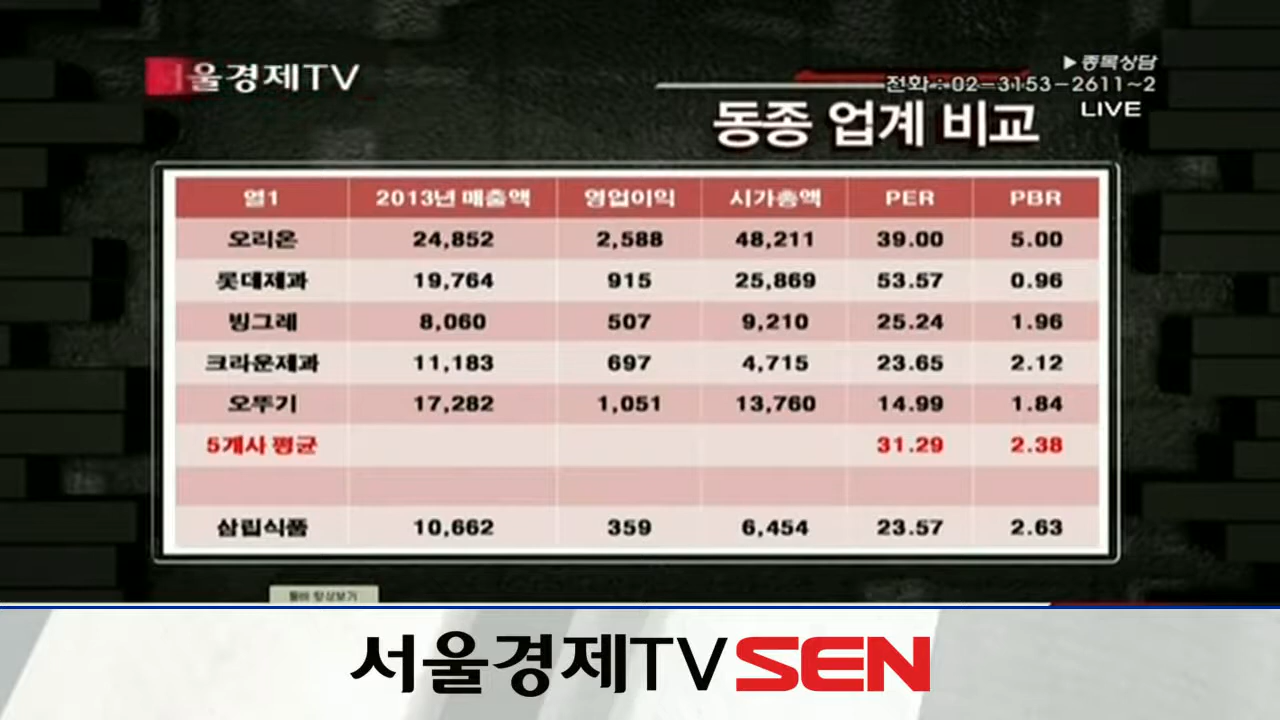 울경제TV
▶종목상담
전화 : 02-3153-2611~2
LIVE
동종 업계 비교
열1 2013년 매출액 영업이익 시가총액 PER PBR
오리온 24,852 2,588 48,211 39.00 5.00
롯데제과 19,764 915 25,869 53.57 0.96
빙그레 8,060 507 9,210 25.24 1.96
크라운제과 11,183 697 4,715 23.65 2.12
오뚜기 17,282 1,051 13,760 14.99 1.84
5개사 평균 31.29 2.38
삼립식품 10,662 359 6,454 23.57 2.63
서울경제TV SEN